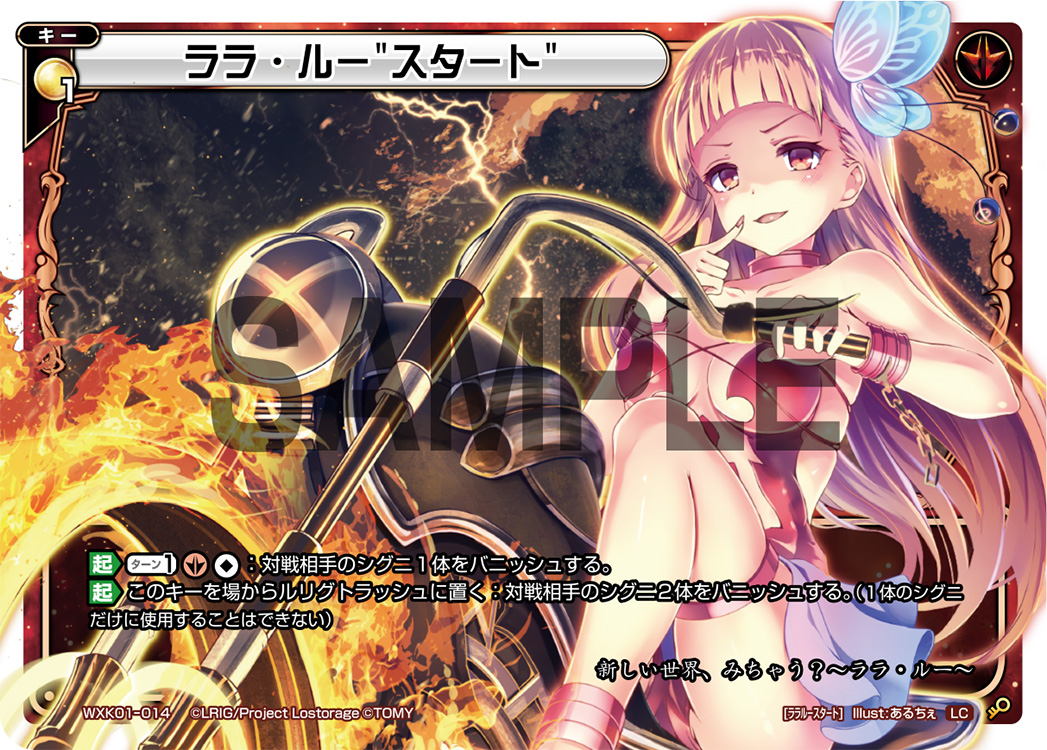 キー
1
ララ・ルー"スタート"
SAMPLE
起 ターン1 : 対戦相手のシグニ1体をバニッシュする。
起 このキーを場からルリグトラッシュに置く:対戦相手のシグニ2体をバニッシュする。(1体のシグニ
だけに使用することはできない)
新しい世界、みちゃう?~ララ・ルー~
WXK01-014 ©LRIG/Project Lostorage ©TOMY [ララルースタート] Illust:あるちぇ LC